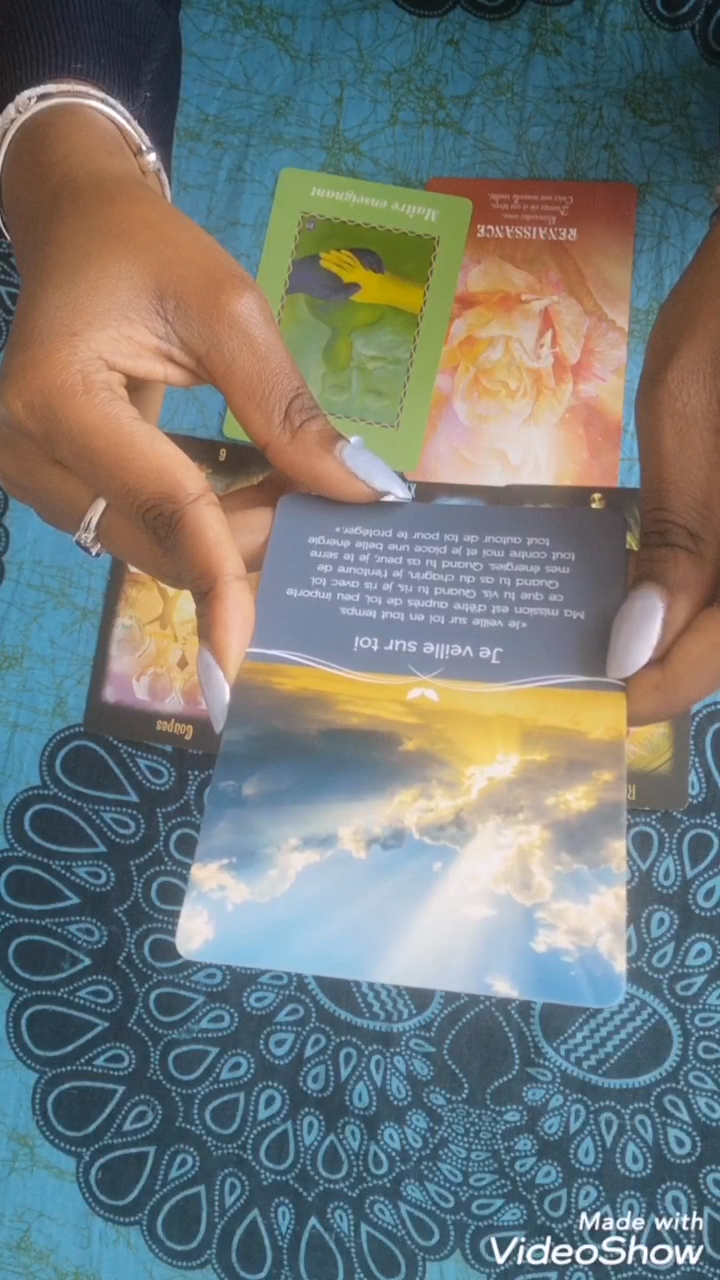 Maître enseignant
RENAISSANCE
6
Coupes
R
Je veille sur toi
«Je veille sur toi en tout temps.
Ma mission est d'être auprès de toi, peu importe
ce que tu vis. Quand tu ris, je ris avec toi.
Quand tu as du chagrin, je t'entoure de
mes énergies. Quand tu as peur, je te serre
tout contre moi et je place une belle énergie
tout autour de toi pour te protéger.»
Made with
VideoShow